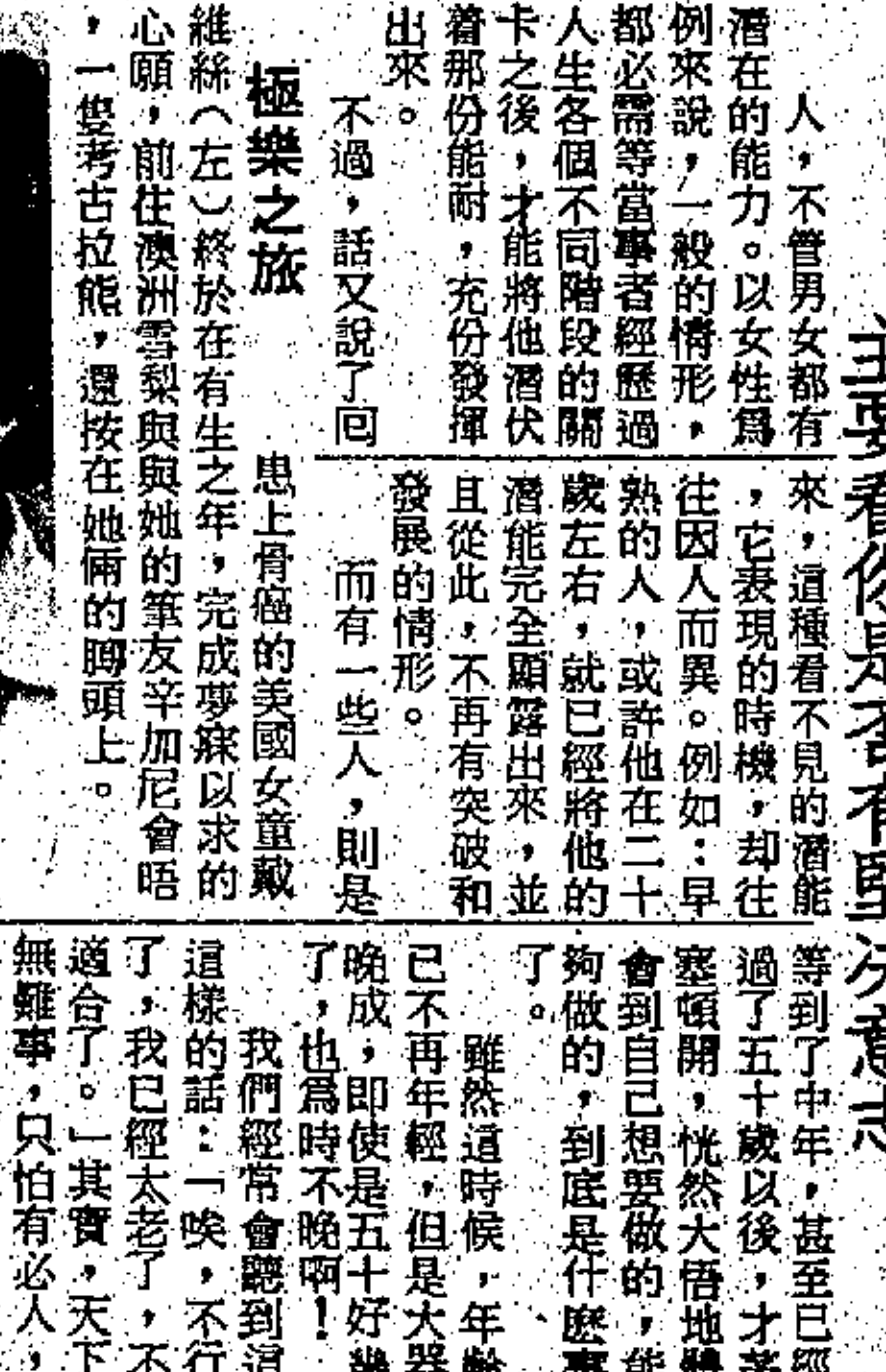 主要看你是否有堅決意志
人,不管男女都有
潛在的能力。以女性爲
例來說,一般的情形,
都必需等當事者經歷過
人生各個不同階段的關
卡之後,才能將他潛伏
着那份能耐,充份發揮
出來。
不過,話又說了回
來,這種看不見的潛能
,它表現的時機,却往
往因人而異。例如:早
熟的人,或許他在二十
歲左右,就已經將他的
潛能完全顯露出來,並
且從此,不再有突破和
發展的情形。
而有一些人,則是
等到了中年,甚至已經
過了五十歲以後,才茅
塞頓開,恍然大悟地體
會到自己想要做的,能
夠做的,到底是什麼事
了。
雖然這時候,年齡
已不再年輕,但是大器
晚成,即使是五十好幾
了,也爲時不晚啊!
我們經常會聽到這
這樣的話:「唉,不行
了,我已經太老了,不
適合了。」其實,天下
無難事,只怕有必人,
極樂之旅
患上骨癌的美國女童戴
維絲(左)終於在有生之年,完成夢寐以求的
心願,前往澳洲雪梨與與她的筆友辛加尼會晤
,一隻考古拉熊,還按在她倆的膊頭上。